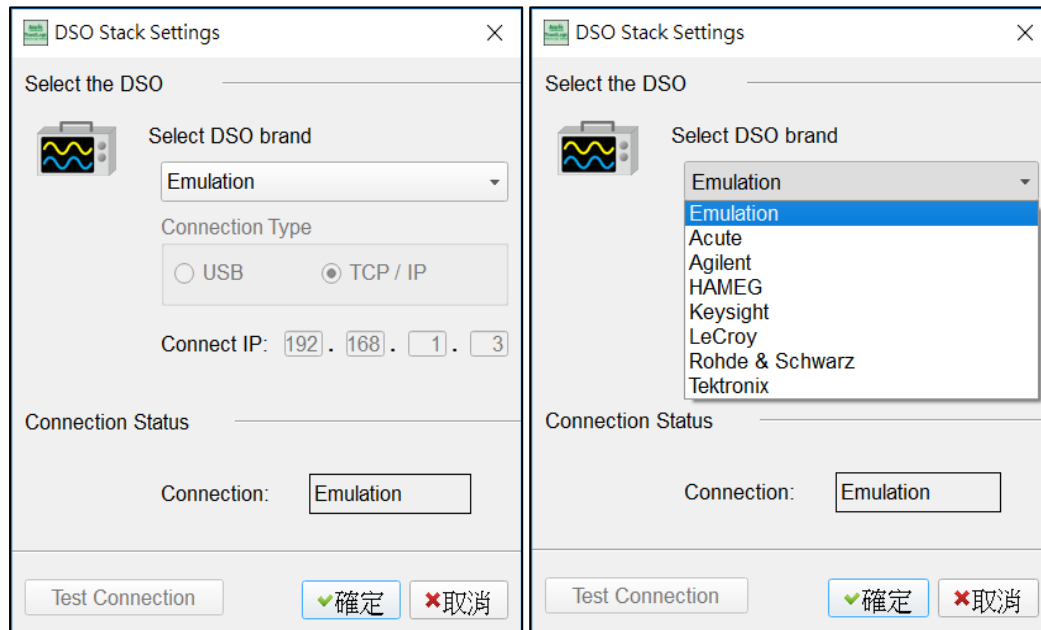 DSO Stack Settings
Select the DSO
Select DSO brand
Emulation
Connection Type
USB
TCP / IP
Connect IP: 192 . 168 . 1 . 3
Connection Status
Connection: Emulation
Test Connection
確定
取消
DSO Stack Settings
Select the DSO
Select DSO brand
Emulation
Emulation
Acute
Agilent
HAMEG
Keysight
LeCroy
Rohde & Schwarz
Tektronix
Connection Status
Connection: Emulation
Test Connection
確定
取消